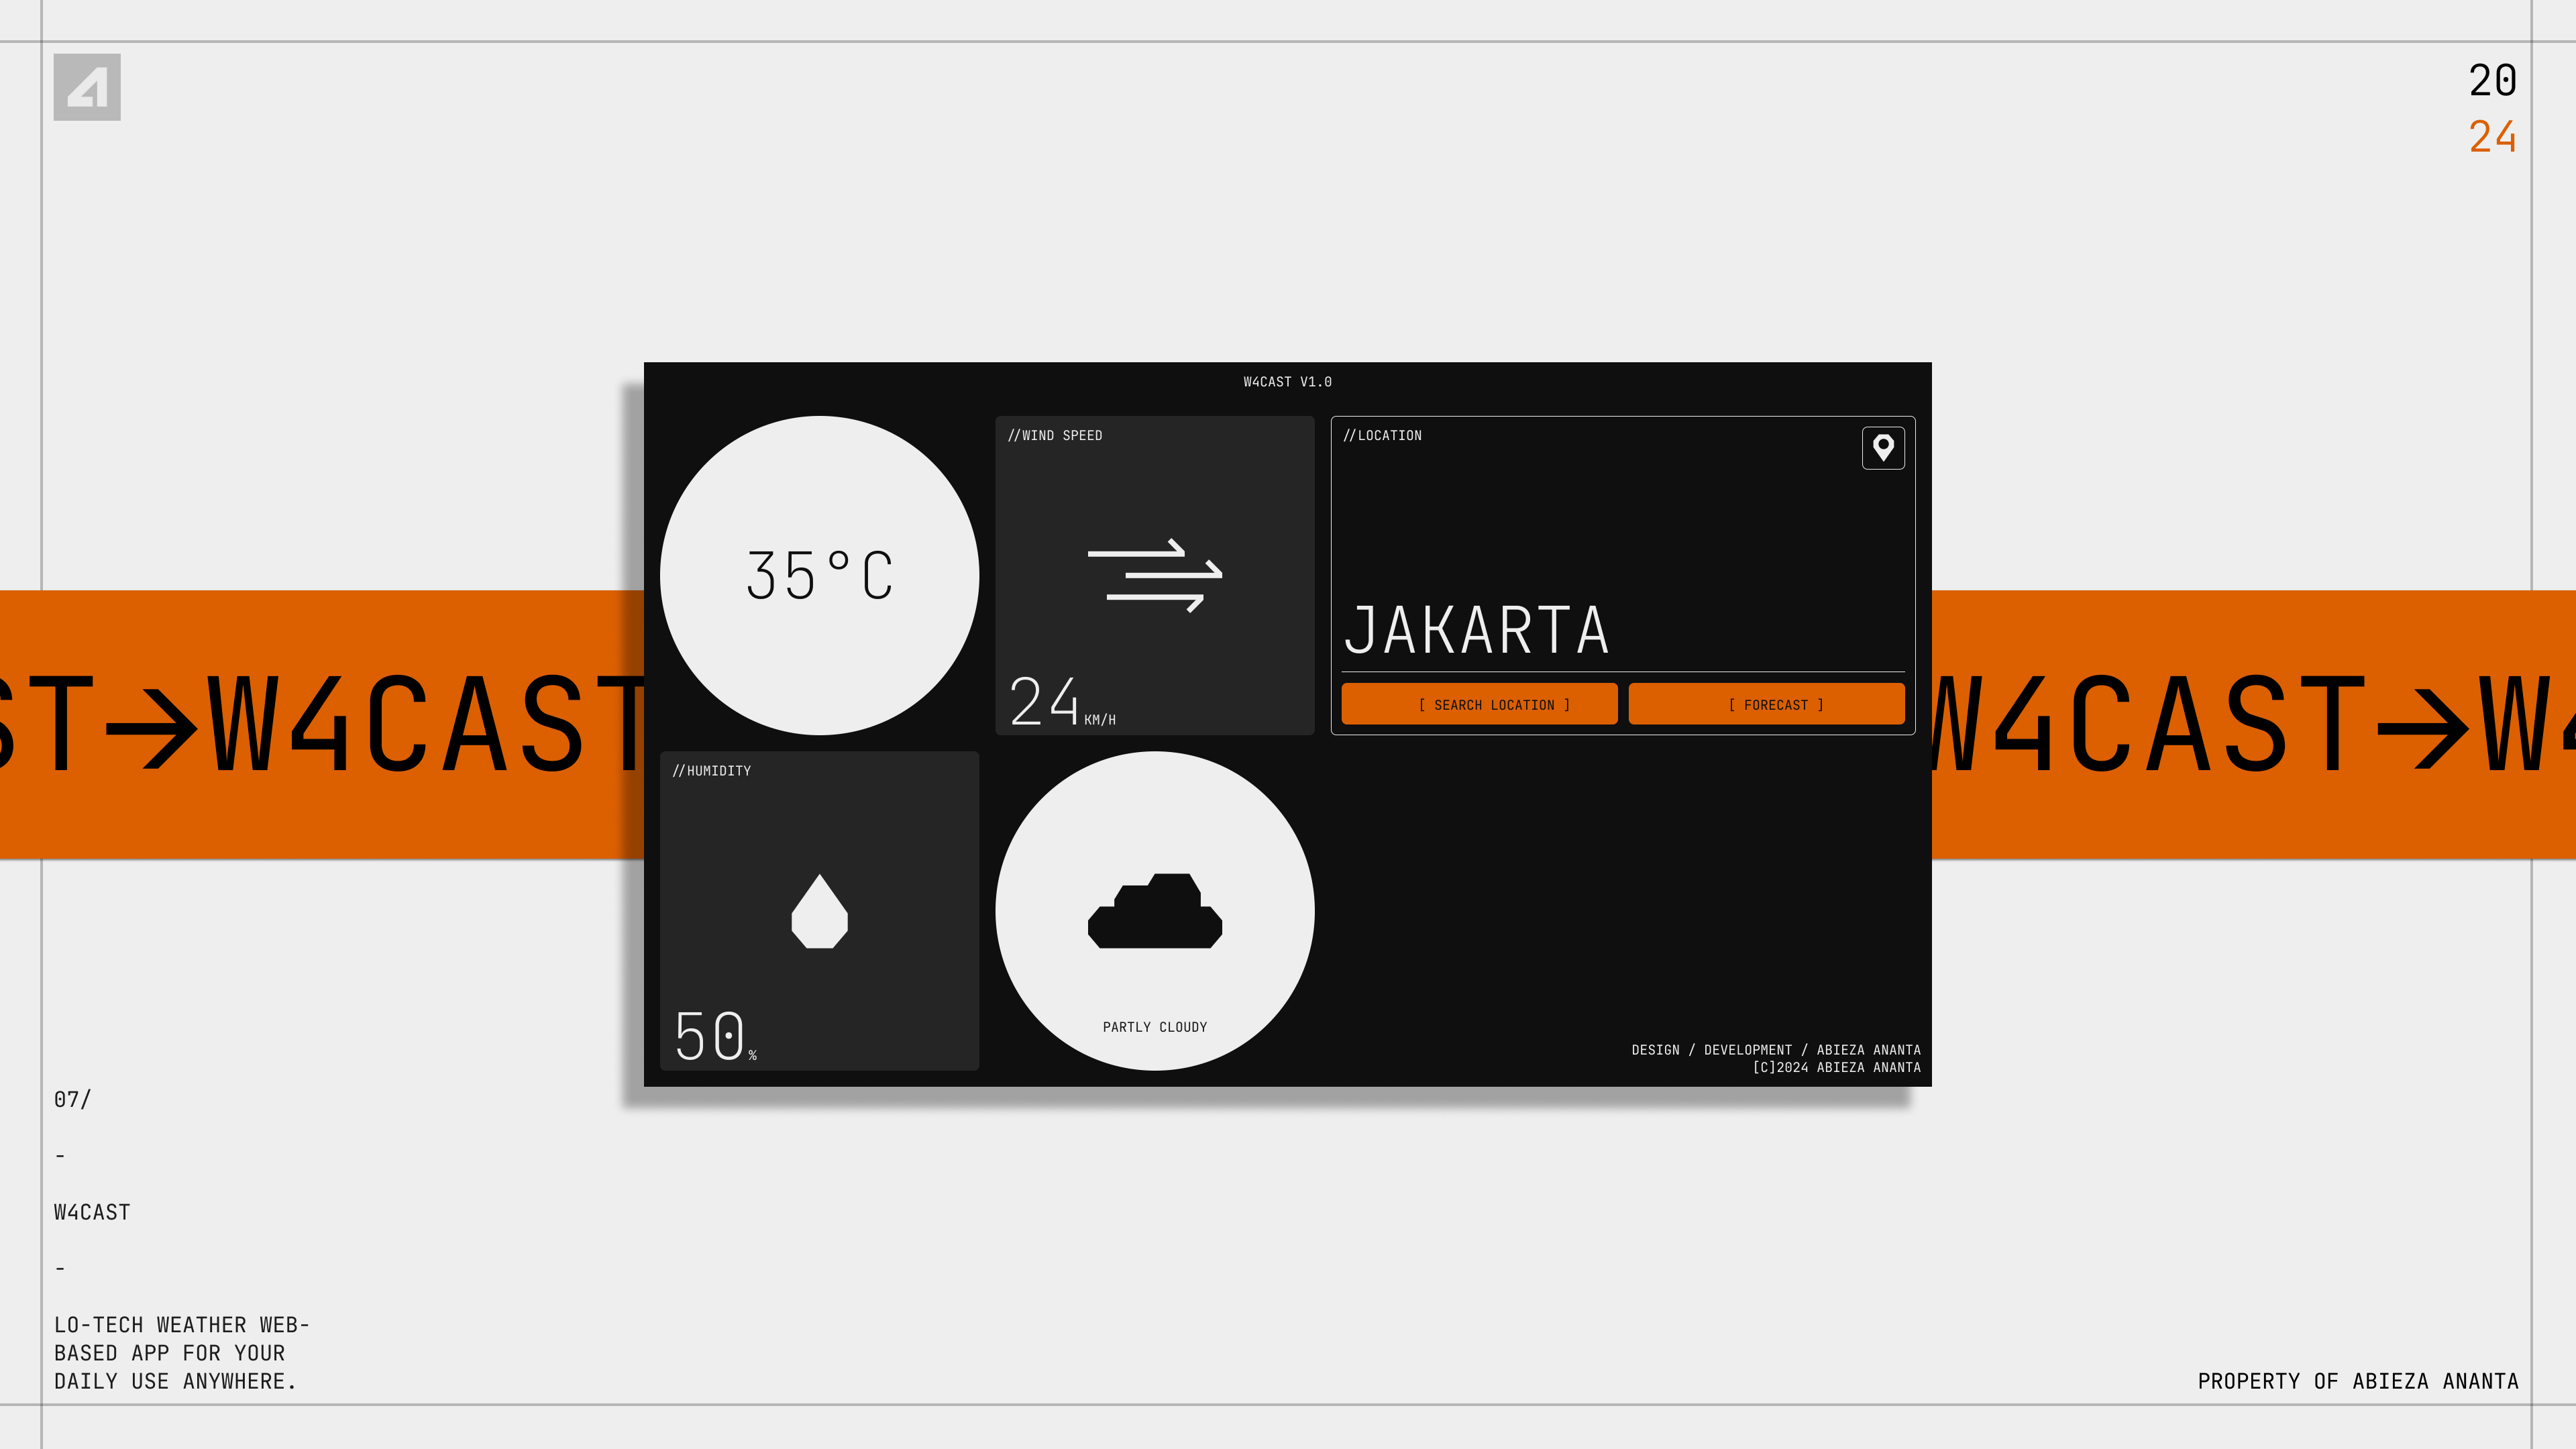 20
24
W4CAST V1.0
35°C
//WIND SPEED
24 KM/H
//LOCATION
JAKARTA
[ SEARCH LOCATION ]
[ FORECAST ]
ST→W4CAST
W4CAST→W4
//HUMIDITY
50 %
PARTLY CLOUDY
DESIGN / DEVELOPMENT / ABIEZA ANANTA
[C]2024 ABIEZA ANANTA
07/
-
W4CAST
-
LO-TECH WEATHER WEB-
BASED APP FOR YOUR
DAILY USE ANYWHERE.
PROPERTY OF ABIEZA ANANTA